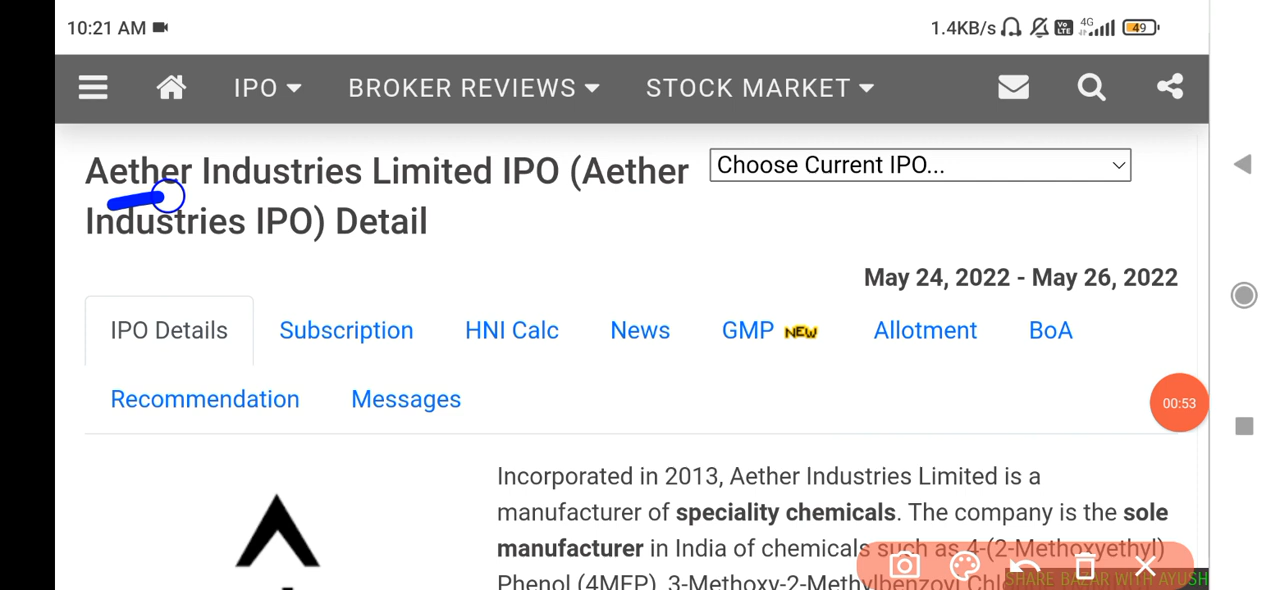 10:21 AM 1.4KB/s Vo LTE 4G 49
IPO BROKER REVIEWS STOCK MARKET
Aether Industries Limited IPO (Aether Industries IPO) Detail
Choose Current IPO...
May 24, 2022 - May 26, 2022
IPO Details Subscription HNI Calc News GMP NEW Allotment BoA
Recommendation Messages
00:53
Incorporated in 2013, Aether Industries Limited is a
manufacturer of speciality chemicals. The company is the sole
manufacturer in India of chemicals such as 4-(2-Methoxyethyl)
Phenol (4MEP), 3-Methoxy-2-Methylbenzoyl
SHARE BAZAR WITH AYUSH